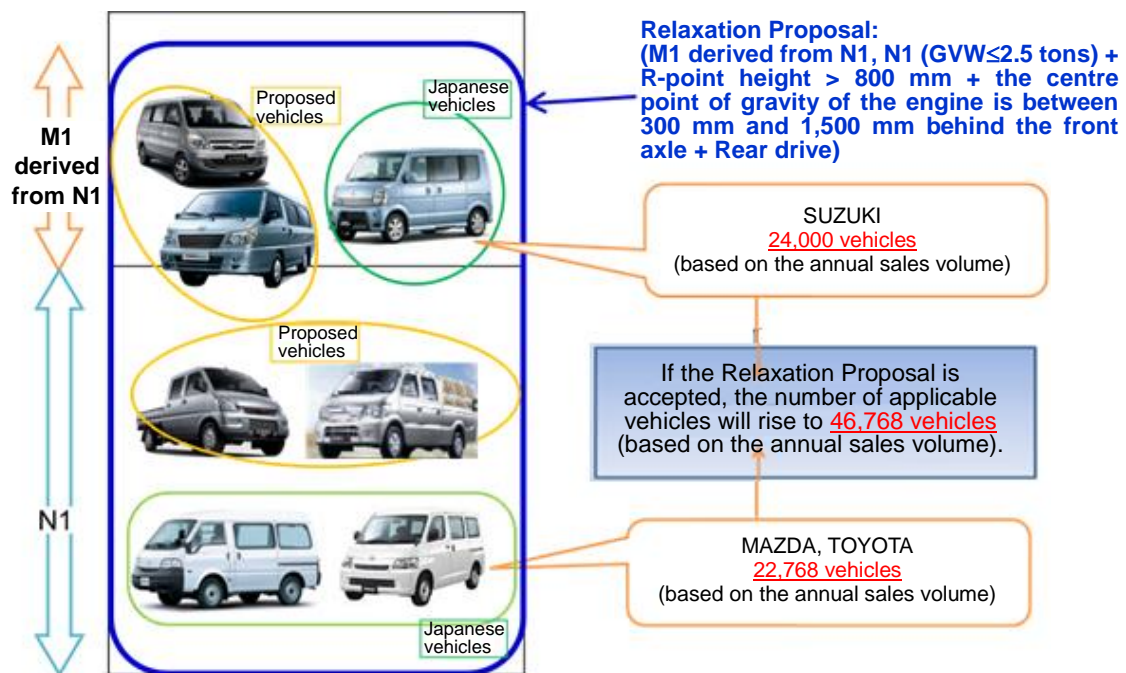 Relaxation Proposal:
(M1 derived from N1, N1 (GVW≤2.5 tons) +
R-point height > 800 mm + the centre
point of gravity of the engine is between
300 mm and 1,500 mm behind the front
axle + Rear drive)
M1
derived
from N1
Proposed
vehicles
Japanese
vehicles
SUZUKI
24,000 vehicles
(based on the annual sales volume)
Proposed
vehicles
If the Relaxation Proposal is
accepted, the number of applicable
vehicles will rise to 46,768 vehicles
(based on the annual sales volume).
N1
MAZDA, TOYOTA
22,768 vehicles
(based on the annual sales volume)
Japanese
vehicles